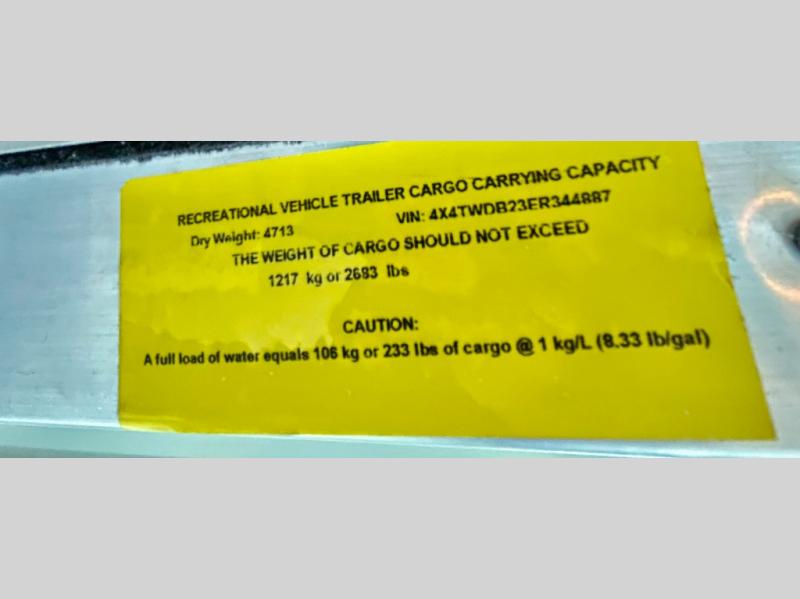 RECREATIONAL VEHICLE TRAILER CARGO CARRYING CAPACITY
Dry Weight: 4713 VIN: 4X4TWDB23ER344887
THE WEIGHT OF CARGO SHOULD NOT EXCEED
1217 kg or 2683 lbs
CAUTION:
A full load of water equals 106 kg or 233 lbs of cargo @ 1 kg/L (8.33 lb/gal)